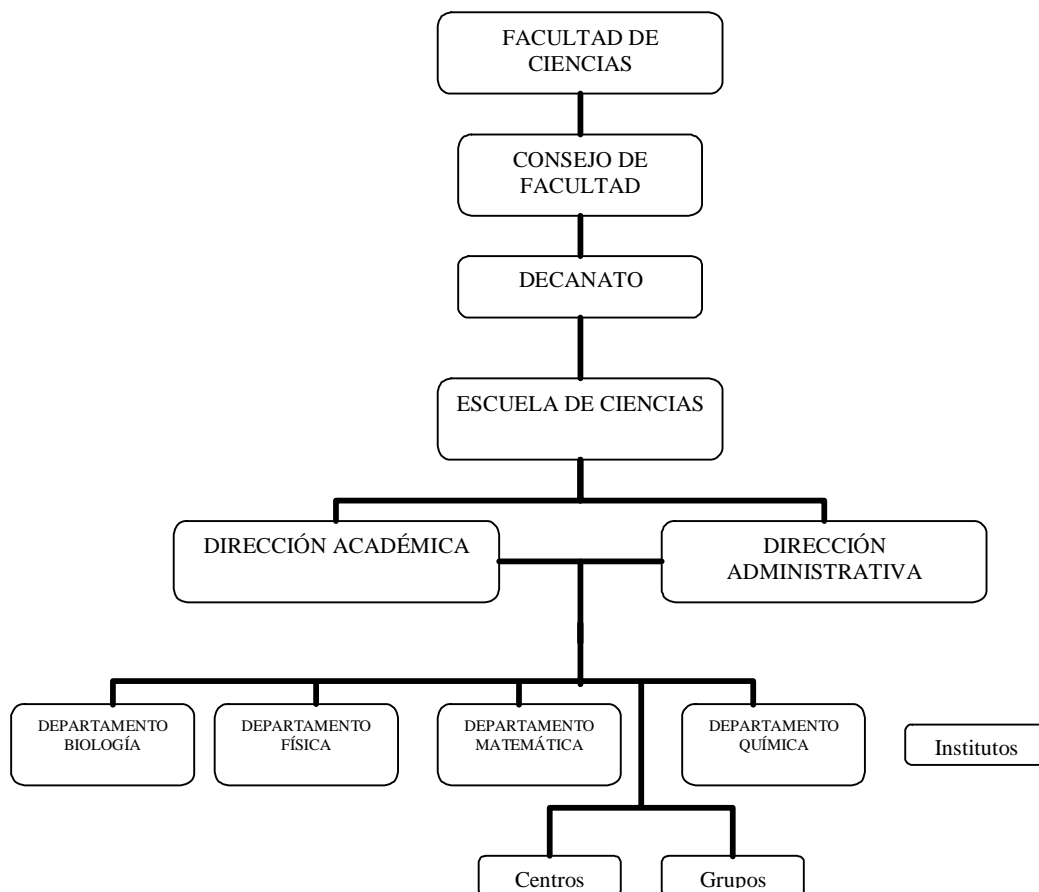 FACULTAD DE
CIENCIAS
CONSEJO DE
FACULTAD
DECANATO
ESCUELA DE CIENCIAS
DIRECCIÓN ACADÉMICA
DIRECCIÓN
ADMINISTRATIVA
DEPARTAMENTO
BIOLOGÍA
DEPARTAMENTO
FÍSICA
DEPARTAMENTO
MATEMÁTICA
DEPARTAMENTO
QUÍMICA
Institutos
Centros
Grupos